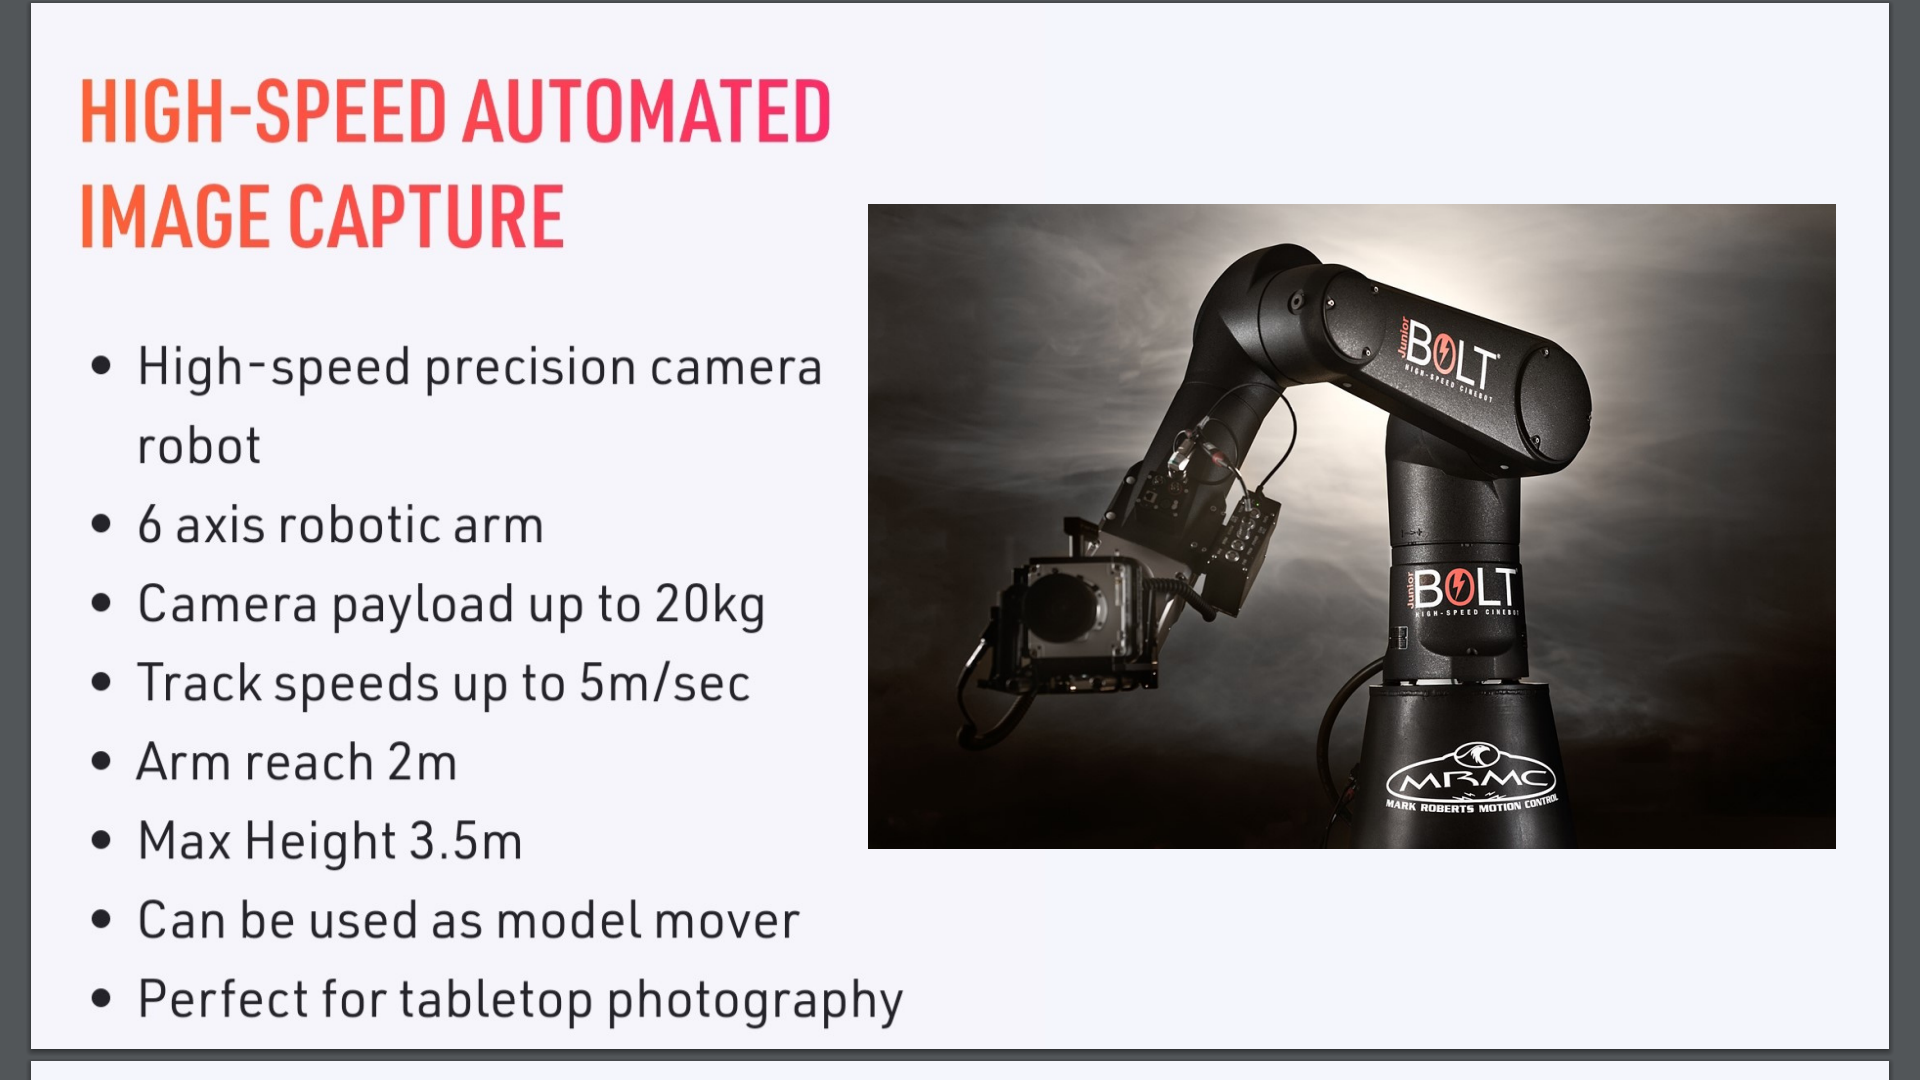 HIGH-SPEED AUTOMATED
IMAGE CAPTURE
• High-speed precision camera
robot
• 6 axis robotic arm
• Camera payload up to 20kg
• Track speeds up to 5m/sec
• Arm reach 2m
• Max Height 3.5m
• Can be used as model mover
• Perfect for tabletop photography
Junior
BOLT
HIGH-SPEED CINEBOT
Junior
BOLT
HIGH-SPEED CINEBOT
MRMC
MARK ROBERTS MOTION CONTROL